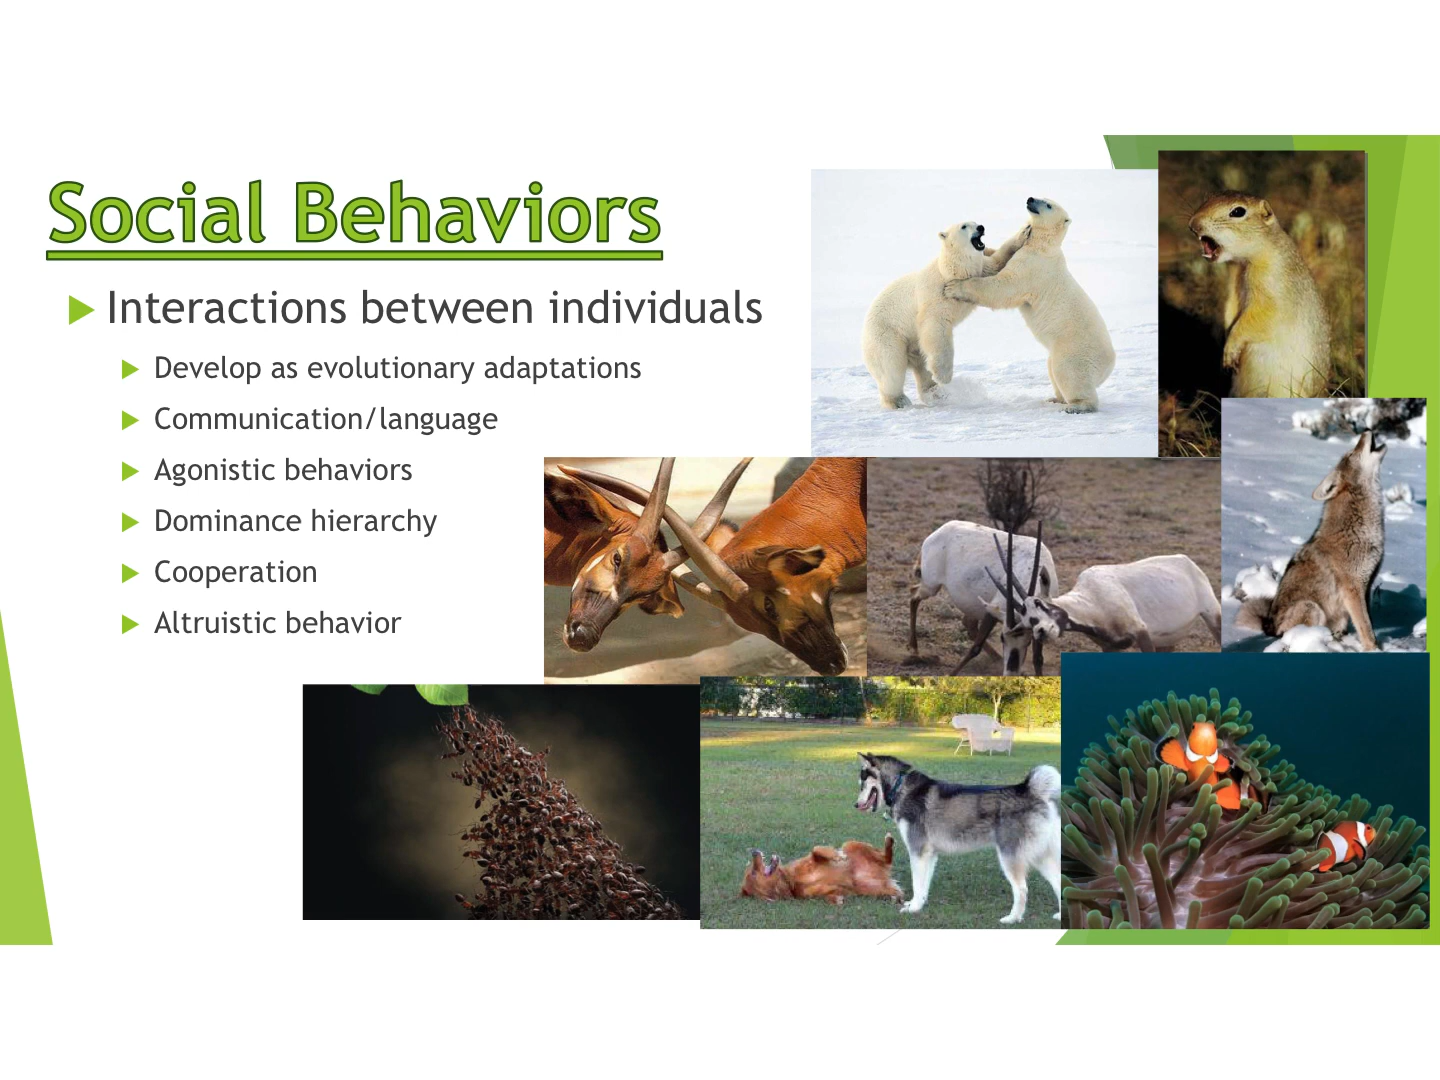 Social Behaviors
Interactions between individuals
Develop as evolutionary adaptations
Communication/language
Agonistic behaviors
Dominance hierarchy
Cooperation
Altruistic behavior